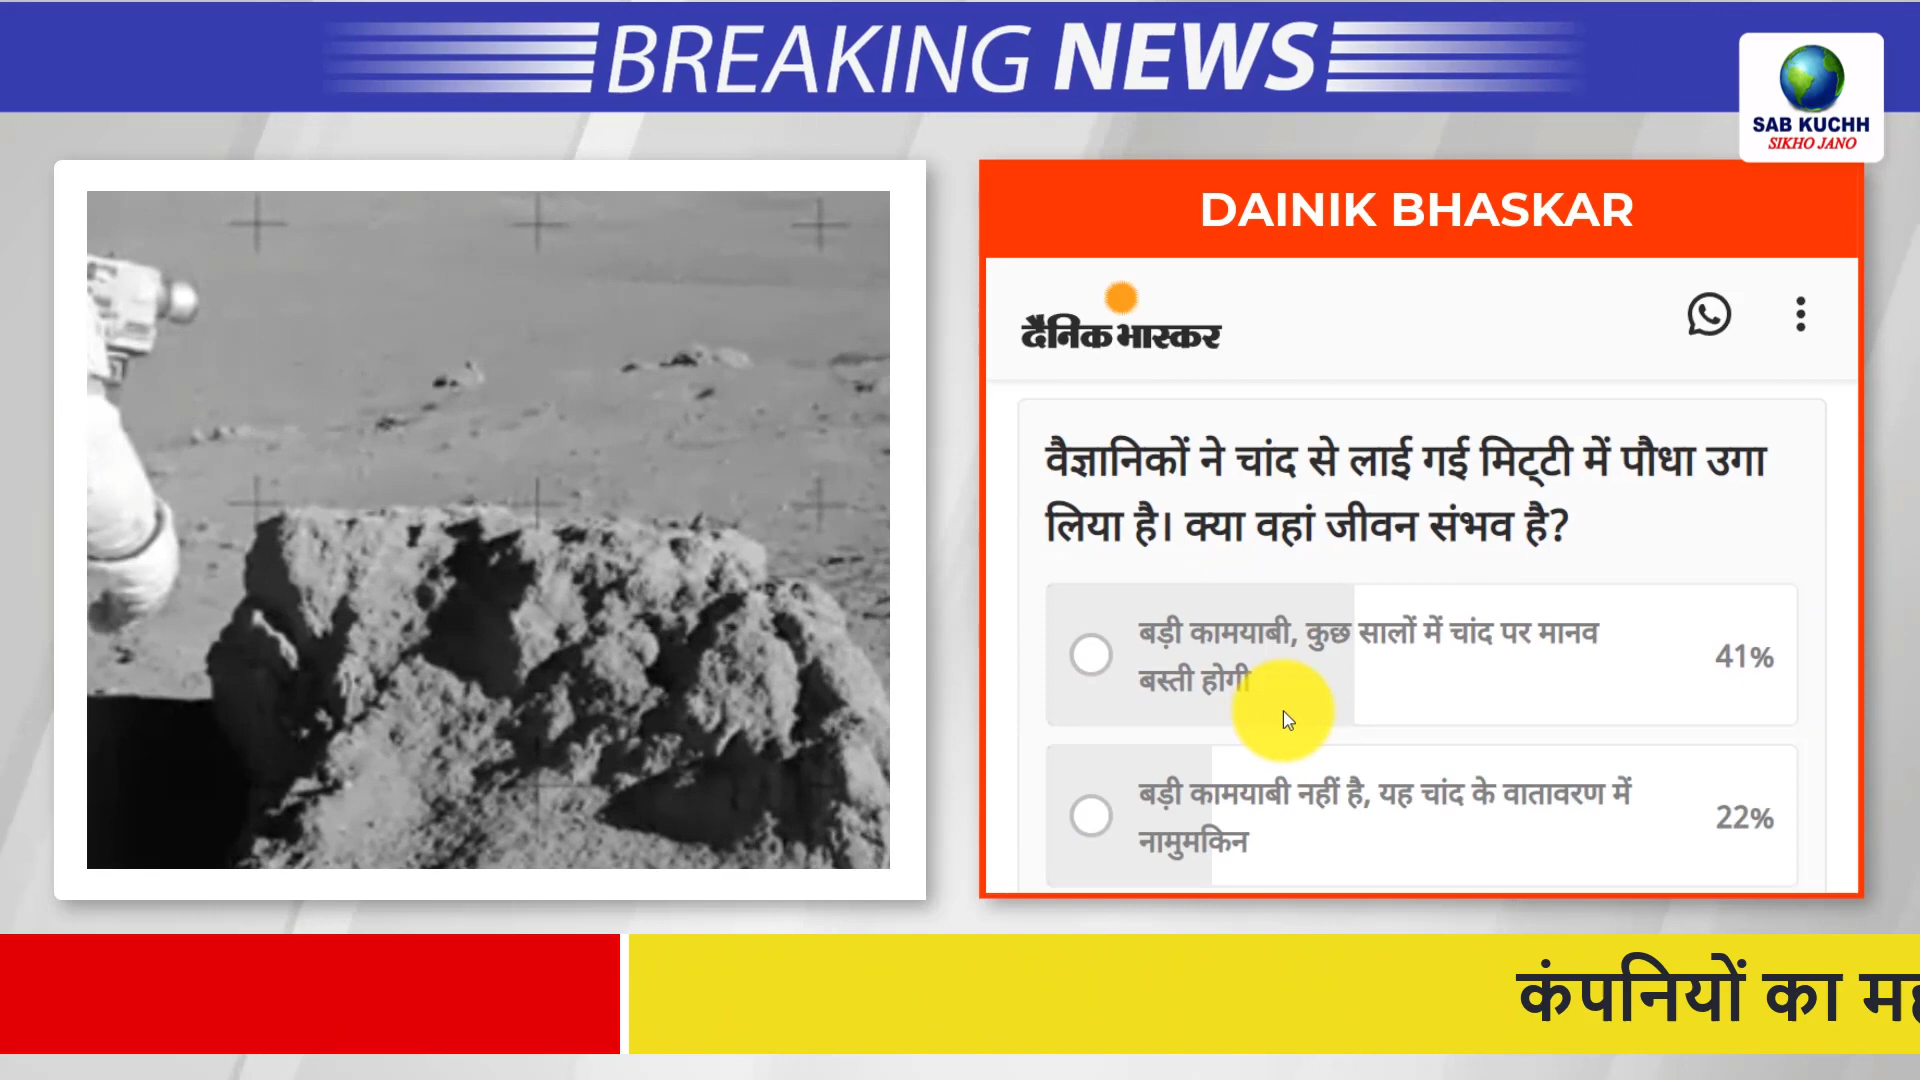 BREAKING NEWS
SAB KUCHH
SIKHO JANO
DAINIK BHASKAR
दैनिक भास्कर
वैज्ञानिकों ने चांद से लाई गई मिट्टी में पौधा उगा
लिया है। क्या वहां जीवन संभव है?
बड़ी कामयाबी, कुछ सालों में चांद पर मानव
बस्ती होगी
41%
बड़ी कामयाबी नहीं है, यह चांद के वातावरण में
नामुमकिन
22%
कंपनियों का